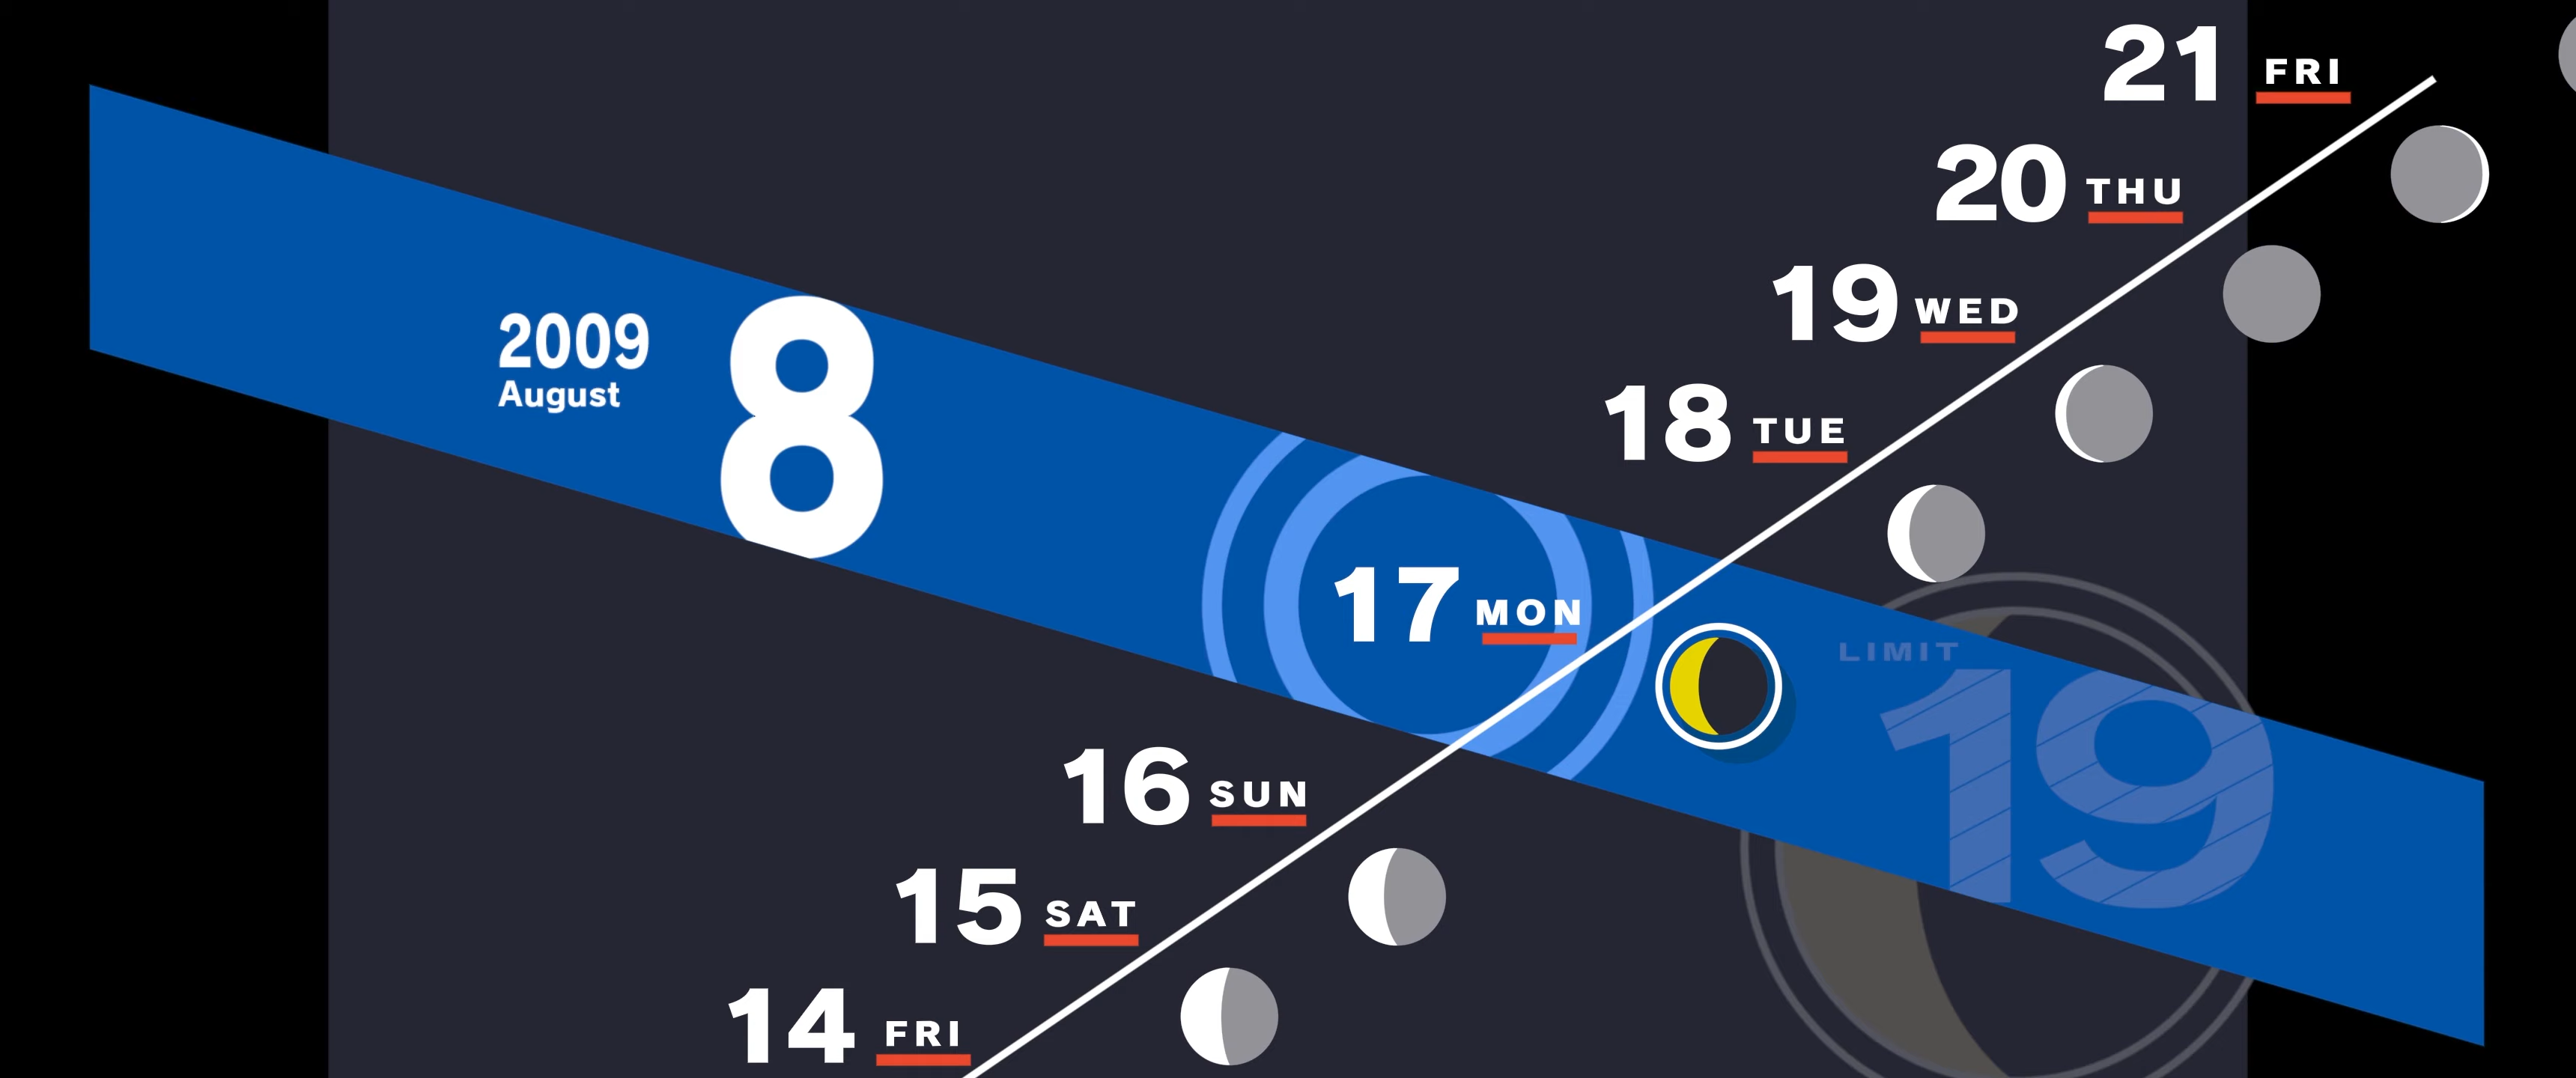 21 FRI
20 THU
19 WED
18 TUE
2009
August
8
17 MON
LIMIT
19
16 SUN
15 SAT
14 FRI